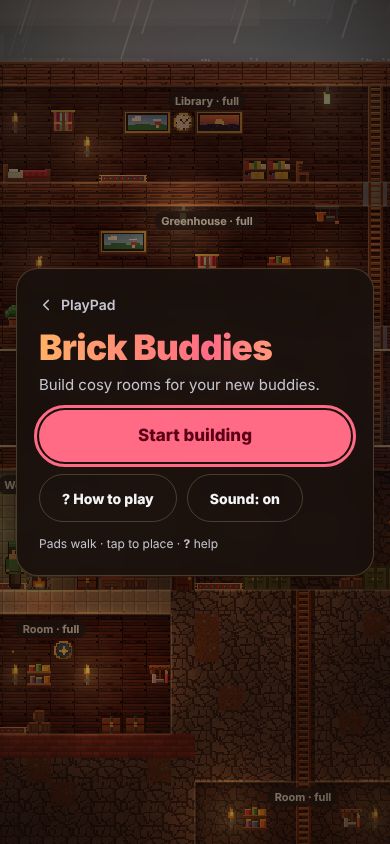 Library · full
Greenhouse · full
PlayPad
Brick Buddies
Build cosy rooms for your new buddies.
Start building
? How to play
Sound: on
Pads walk · tap to place · ? help
Room · full
Room · full